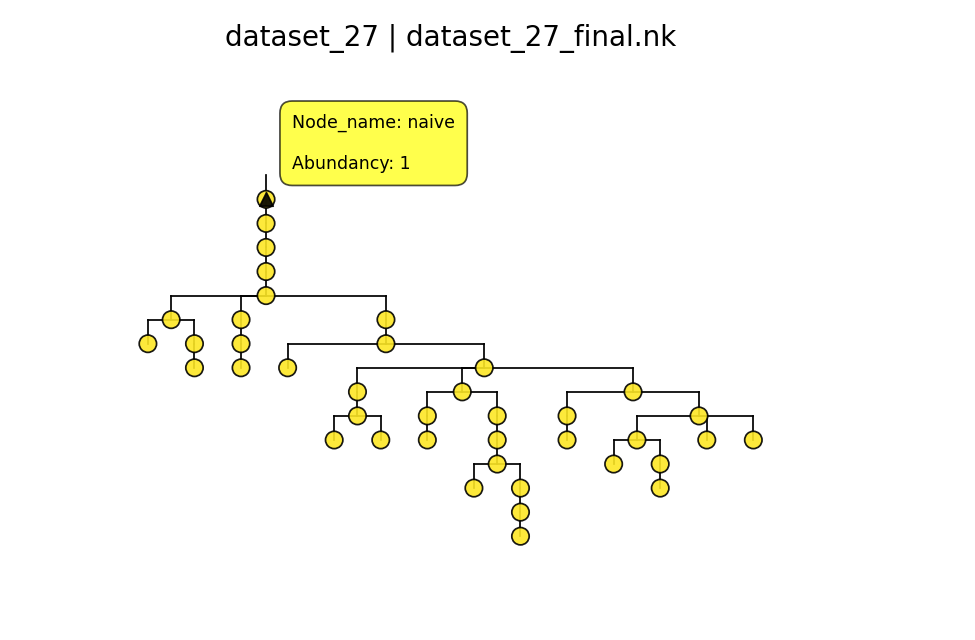 dataset_27 | dataset_27_final.nk
Node_name: naive
Abundancy: 1